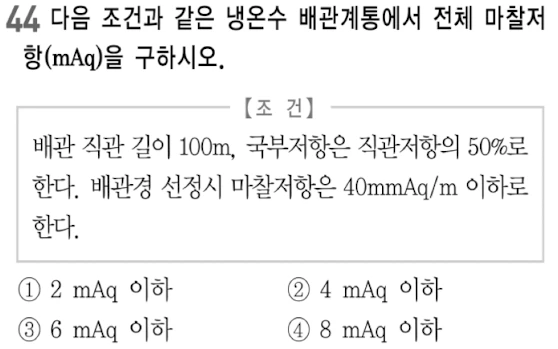 44 다음 조건과 같은 냉온수 배관계통에서 전체 마찰저
항(mAq)을 구하시오.
【조 건】
배관 직관 길이 100m, 국부저항은 직관저항의 50%로
한다. 배관경 선정시 마찰저항은 40mmAq/m 이하로
한다.
① 2 mAq 이하 ② 4 mAq 이하
③ 6 mAq 이하 ④ 8 mAq 이하